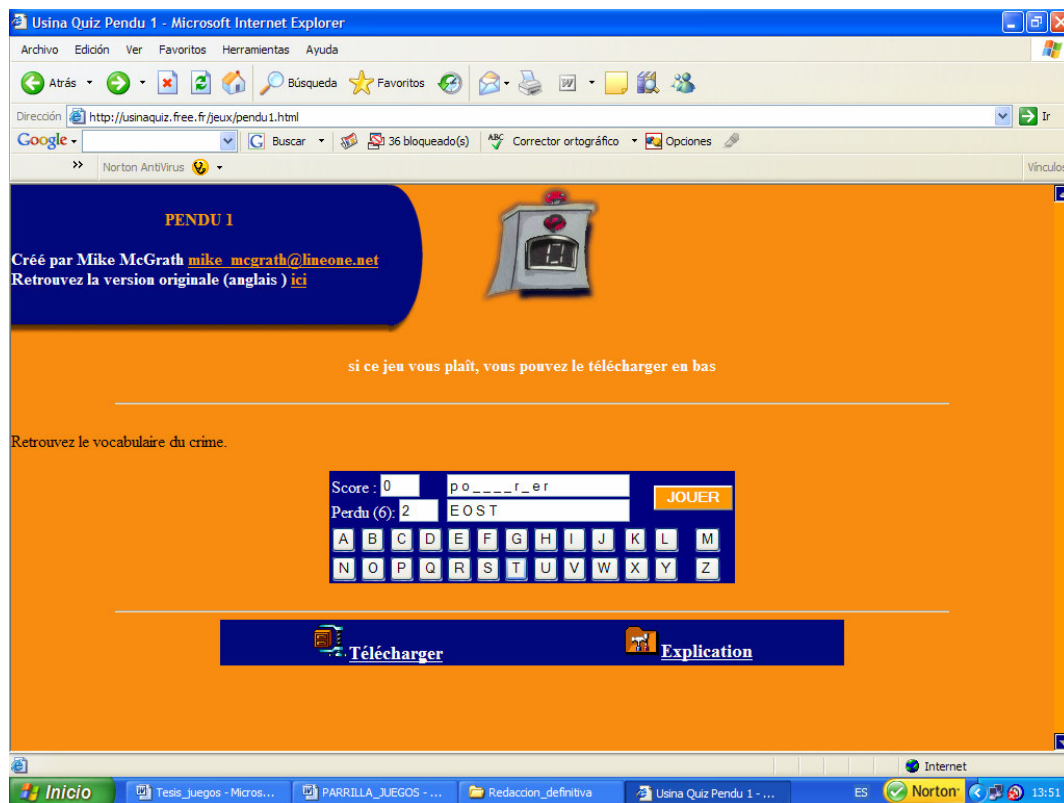 Usina Quiz Pendu 1 - Microsoft Internet Explorer
Archivo Edición Ver Favoritos Herramientas Ayuda
Atrás Búsqueda Favoritos
Dirección http://usinaquiz.free.fr/jeux/pendu1.html Ir
Google Buscar 36 bloqueado(s) ABC Corrector ortográfico Opciones
» Norton AntiVirus Vínculos
PENDU 1
Créé par Mike McGrath mike_mcgrath@lineone.net
Retrouvez la version originale (anglais ) ici
si ce jeu vous plaît, vous pouvez le télécharger en bas
Retrouvez le vocabulaire du crime.
Score : 0 p o _ _ _ _ r _ e r JOUER
Perdu (6): 2 E O S T
A B C D E F G H I J K L M
N O P Q R S T U V W X Y Z
Télécharger Explication
Internet
Inicio Tesis_juegos - Micros... PARRILLA_JUEGOS - ... Redaccion_definitiva Usina Quiz Pendu 1 - ... ES Norton 13:51